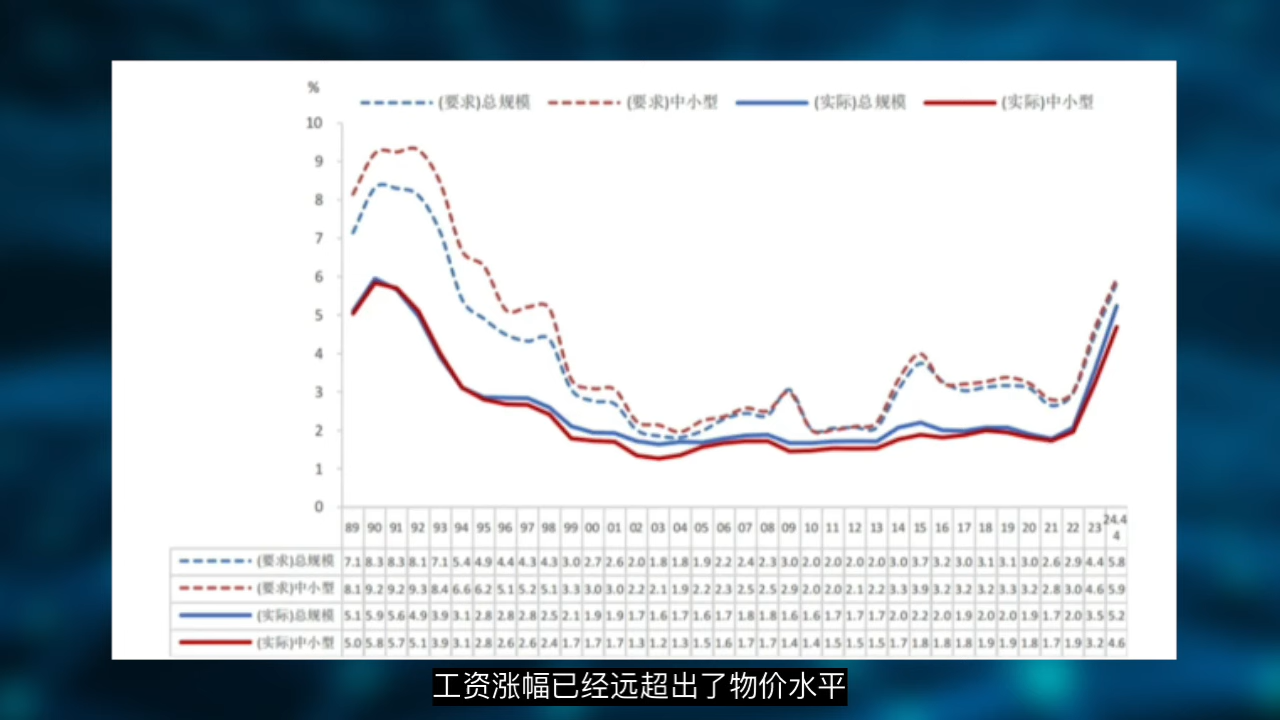 %
(要求)总规模 (要求)中小型 (实际)总规模 (实际)中小型
10
9
8
7
6
5
4
3
2
1
0
89 90 91 92 93 94 95 96 97 98 99 00 01 02 03 04 05 06 07 08 09 10 11 12 13 14 15 16 17 18 19 20 21 22 23 24.4
4
(要求)总规模 7.1 8.3 8.3 8.1 7.1 5.4 4.9 4.4 4.3 4.3 3.0 2.7 2.6 2.0 1.8 1.8 1.9 2.2 2.4 2.3 3.0 2.0 2.0 2.0 2.0 3.0 3.7 3.2 3.0 3.1 3.1 3.0 2.6 2.9 4.4 5.8
(要求)中小型 8.1 9.2 9.2 9.3 8.4 6.6 6.2 5.1 5.2 5.1 3.3 3.0 3.0 2.2 2.1 1.9 2.2 2.3 2.5 2.5 2.9 2.0 2.0 2.1 2.2 3.3 3.9 3.2 3.2 3.2 3.3 3.2 2.8 3.0 4.6 5.9
(实际)总规模 5.1 5.9 5.6 4.9 3.9 3.1 2.8 2.8 2.8 2.5 2.1 1.9 1.9 1.7 1.6 1.7 1.6 1.7 1.8 1.8 1.6 1.6 1.7 1.7 1.7 2.0 2.2 2.0 1.9 2.0 2.0 1.9 1.7 2.0 3.5 5.2
(实际)中小型 5.0 5.8 5.7 5.1 3.9 3.1 2.8 2.6 2.6 2.4 1.7 1.7 1.7 1.3 1.2 1.3 1.5 1.6 1.7 1.7 1.4 1.4 1.5 1.5 1.5 1.7 1.8 1.8 1.8 1.9 1.9 1.8 1.7 1.9 3.2 4.6
工资涨幅已经远超出了物价水平